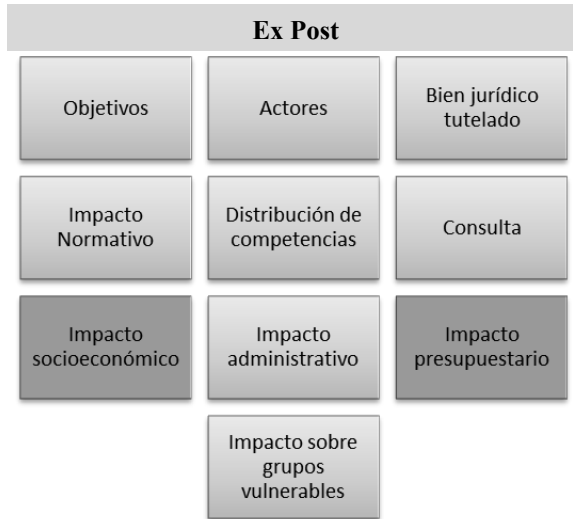 Ex Post
Objetivos
Actores
Bien jurídico
tutelado
Impacto
Normativo
Distribución de
competencias
Consulta
Impacto
socioeconómico
Impacto
administrativo
Impacto
presupuestario
Impacto sobre
grupos
vulnerables